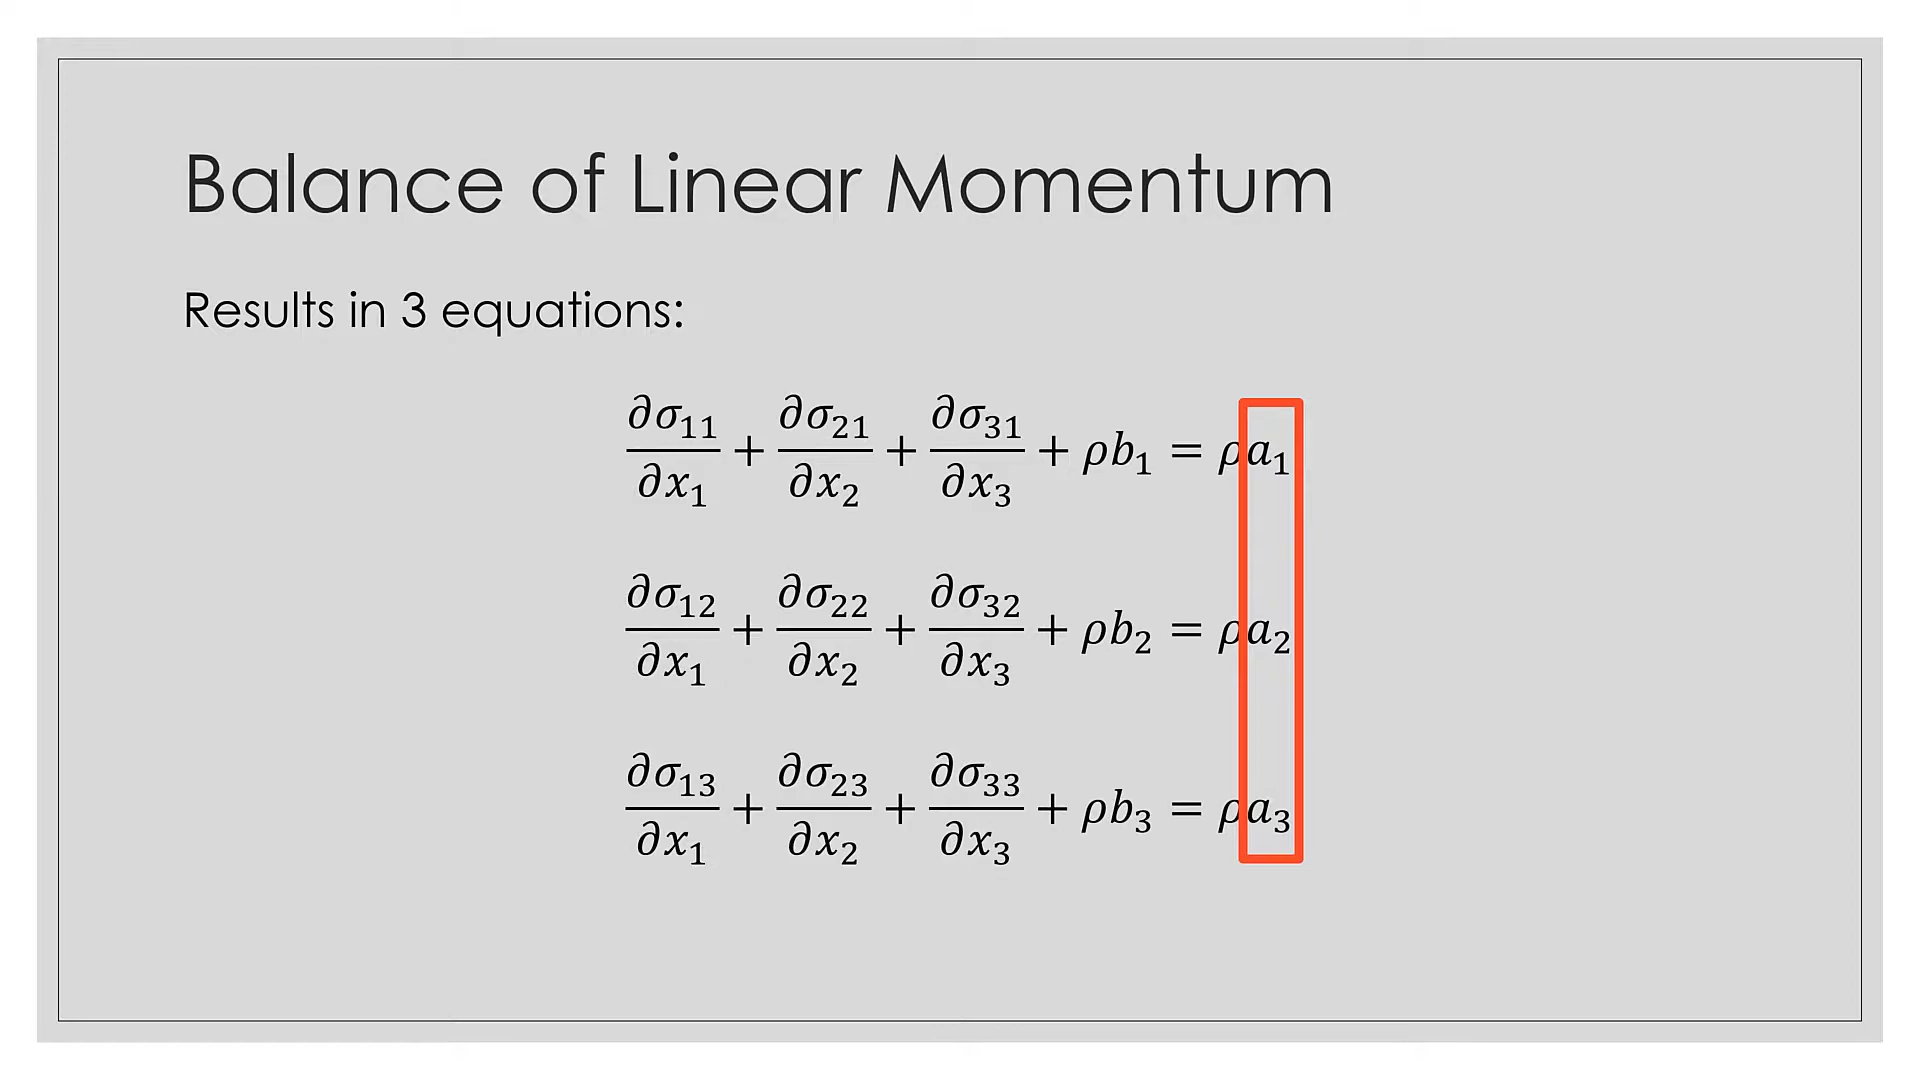 Balance of Linear Momentum
Results in 3 equations:
∂σ₁₁/∂x₁ + ∂σ₂₁/∂x₂ + ∂σ₃₁/∂x₃ + ρb₁ = ρa₁
∂σ₁₂/∂x₁ + ∂σ₂₂/∂x₂ + ∂σ₃₂/∂x₃ + ρb₂ = ρa₂
∂σ₁₃/∂x₁ + ∂σ₂₃/∂x₂ + ∂σ₃₃/∂x₃ + ρb₃ = ρa₃